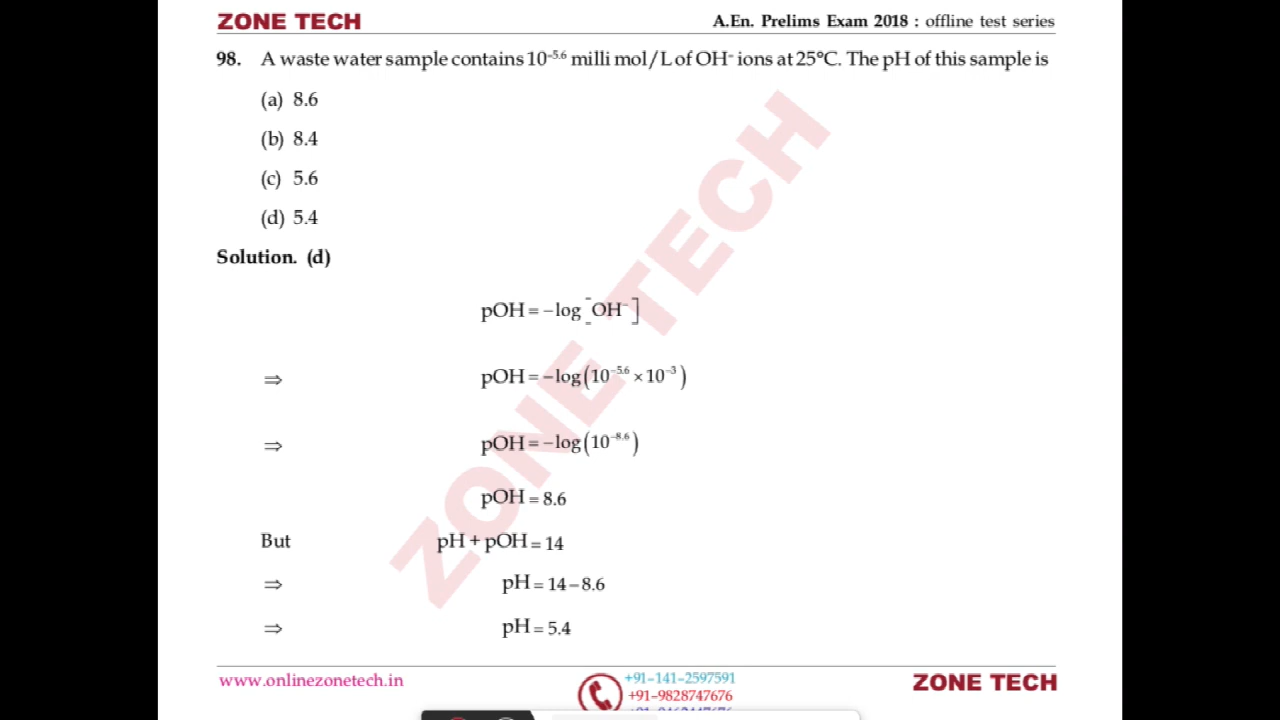 ZONE TECH
A.En. Prelims Exam 2018 : offline test series
98. A waste water sample contains 10⁻⁵·⁶ milli mol/L of OH⁻ ions at 25°C. The pH of this sample is
(a) 8.6
(b) 8.4
(c) 5.6
(d) 5.4
Solution. (d)
pOH = −log [OH⁻]
⇒ pOH = −log(10⁻⁵·⁶ × 10⁻³)
⇒ pOH = −log(10⁻⁸·⁶)
pOH = 8.6
But pH + pOH = 14
⇒ pH = 14 − 8.6
⇒ pH = 5.4
ZONE TECH
www.onlinezonetech.in
+91-141-2597591
+91-9828747676
ZONE TECH